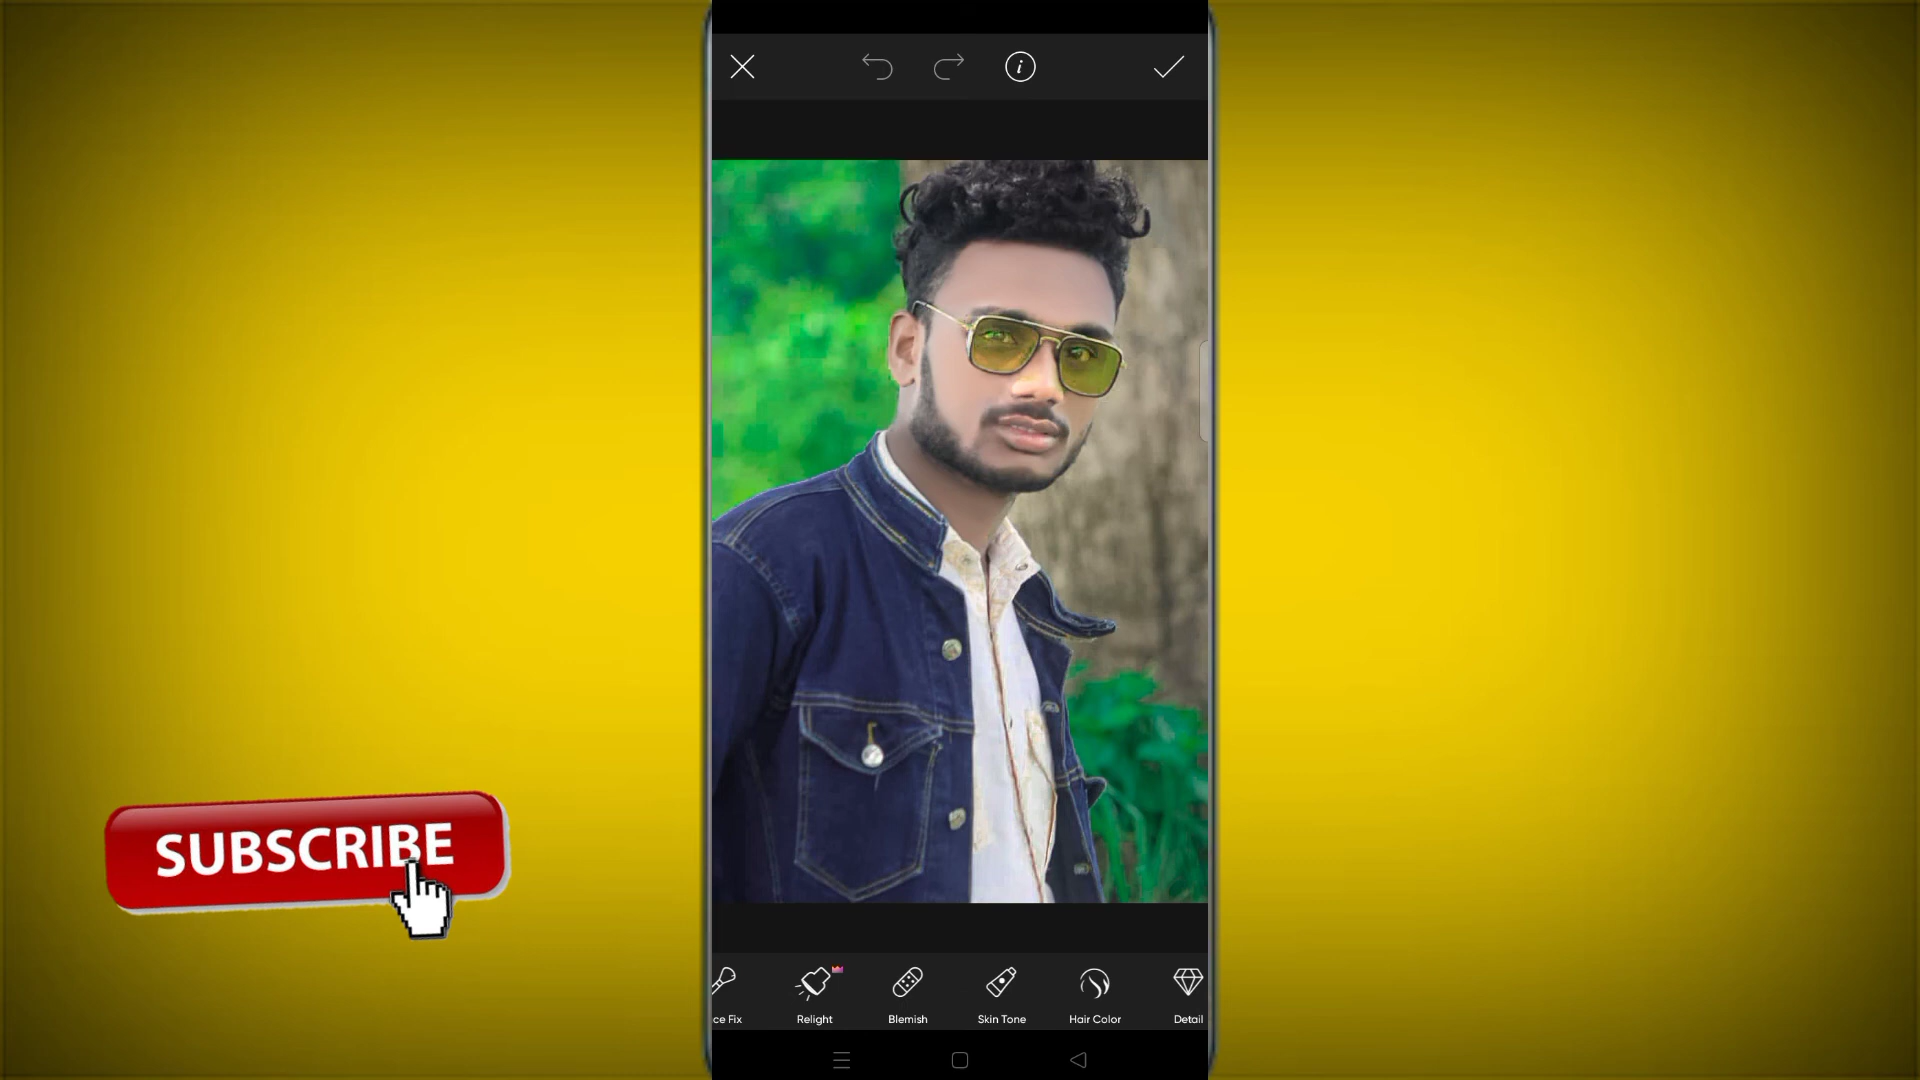 SUBSCRIBE
ce Fix
Relight
Blemish
Skin Tone
Hair Color
Detail